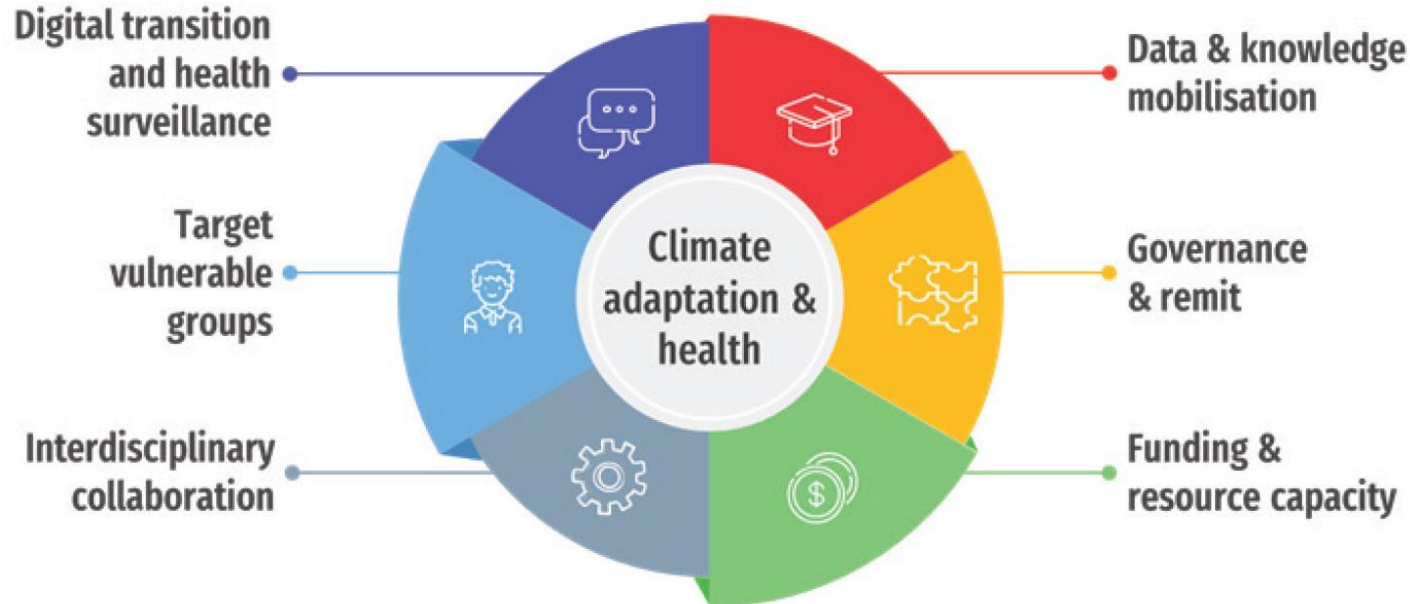 Digital transition
and health
surveillance
Target
vulnerable
groups
Interdisciplinary
collaboration
Climate
adaptation &
health
$
Data & knowledge
mobilisation
Governance
& remit
Funding &
resource capacity